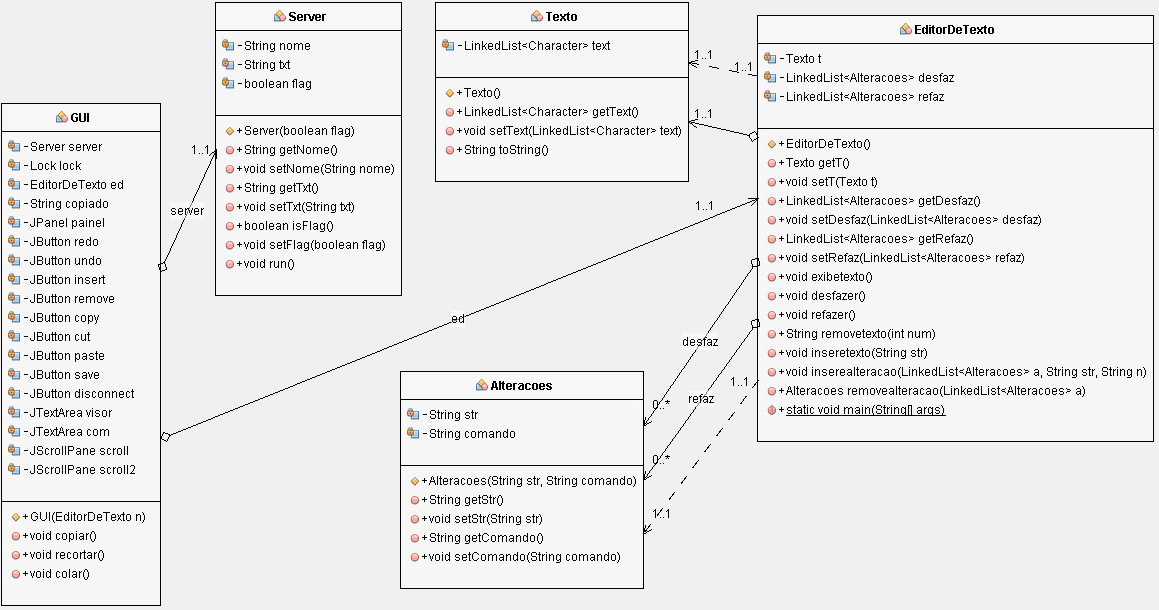 GUI
- Server server
- Lock lock
- EditorDeTexto ed
- String copiado
- JPanel painel
- JButton redo
- JButton undo
- JButton insert
- JButton remove
- JButton copy
- JButton cut
- JButton paste
- JButton save
- JButton disconnect
- JTextArea visor
- JTextArea com
- JScrollPane scroll
- JScrollPane scroll2
+GUI(EditorDeTexto n)
+void copiar()
+void recortar()
+void colar()
1..1
server
Server
- String nome
- String txt
- boolean flag
+Server(boolean flag)
+String getNome()
+void setNome(String nome)
+String getTxt()
+void setTxt(String txt)
+boolean isFlag()
+void setFlag(boolean flag)
+void run()
Texto
- LinkedList<Character> text
+Texto()
+LinkedList<Character> getText()
+void setText(LinkedList<Character> text)
+String toString()
1..1
1..1
1..1
1..1
ed
EditorDeTexto
- Texto t
- LinkedList<Alteracoes> desfaz
- LinkedList<Alteracoes> refaz
+EditorDeTexto()
+Texto getT()
+void setT(Texto t)
+LinkedList<Alteracoes> getDesfaz()
+void setDesfaz(LinkedList<Alteracoes> desfaz)
+LinkedList<Alteracoes> getRefaz()
+void setRefaz(LinkedList<Alteracoes> refaz)
+void exibetexto()
+void desfazer()
+void refazer()
+String removetexto(int num)
+void inseretexto(String str)
+void inserealteracao(LinkedList<Alteracoes> a, String str, String n)
+Alteracoes removealteracao(LinkedList<Alteracoes> a)
+static void main(String[] args)
desfaz
1..1
refaz
0..*
0..*
1..1
Alteracoes
- String str
- String comando
+Alteracoes(String str, String comando)
+String getStr()
+void setStr(String str)
+String getComando()
+void setComando(String comando)